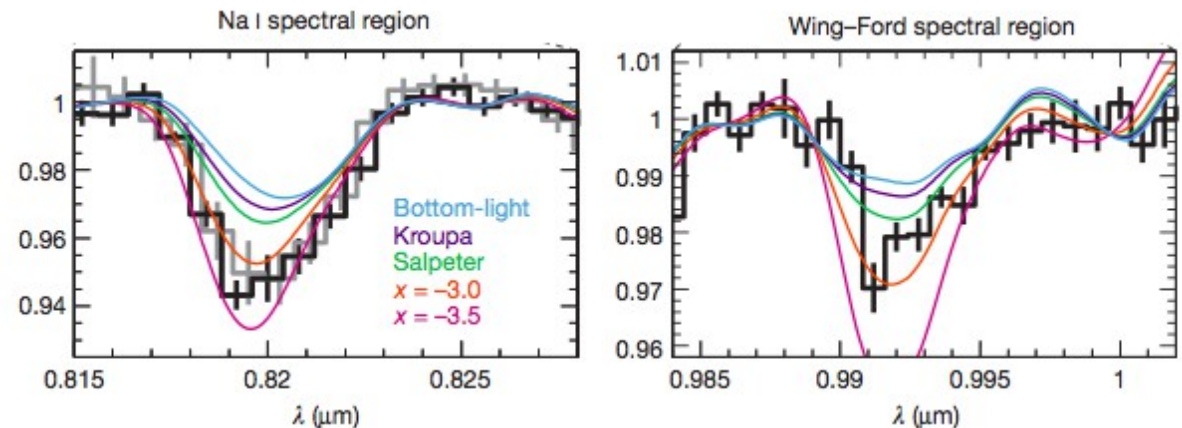 Na I spectral region
Wing–Ford spectral region
1
0.98
0.96
0.94
0.815
0.82
0.825
λ (μm)
Bottom-light
Kroupa
Salpeter
x = –3.0
x = –3.5
1.01
1.00
0.99
0.98
0.97
0.96
0.985
0.99
0.995
1
λ (μm)